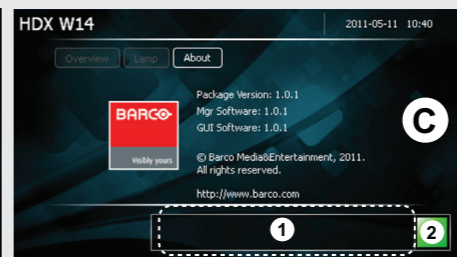 HDX W14
2011-05-11 10:40
Overview Lamp About
Package Version: 1.0.1
Mgr Software: 1.0.1
GUI Software: 1.0.1
BARCO
Visibly yours
© Barco Media&Entertainment, 2011.
All rights reserved.
http://www.barco.com
C
1
2